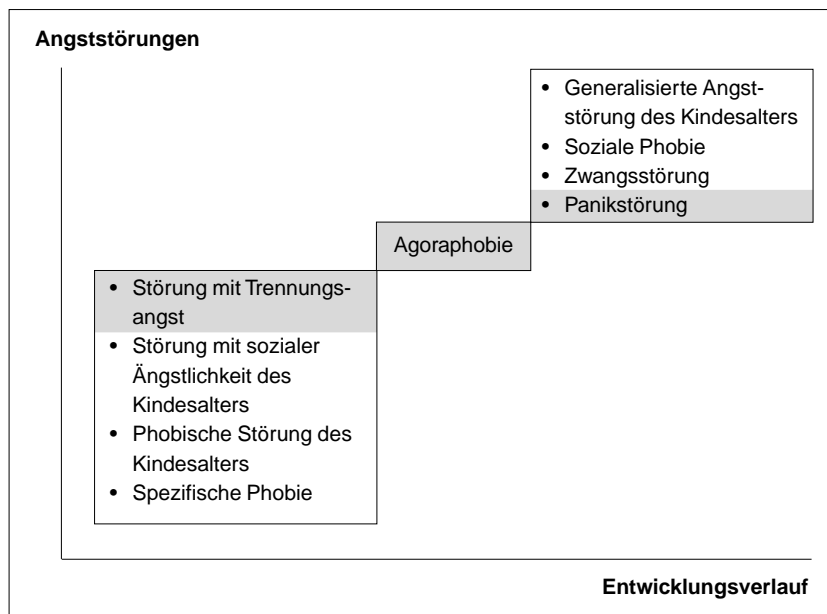 Angststörungen
• Generalisierte Angst-
störung des Kindesalters
• Soziale Phobie
• Zwangsstörung
• Panikstörung
Agoraphobie
• Störung mit Trennungs-
angst
• Störung mit sozialer
Ängstlichkeit des
Kindesalters
• Phobische Störung des
Kindesalters
• Spezifische Phobie
Entwicklungsverlauf